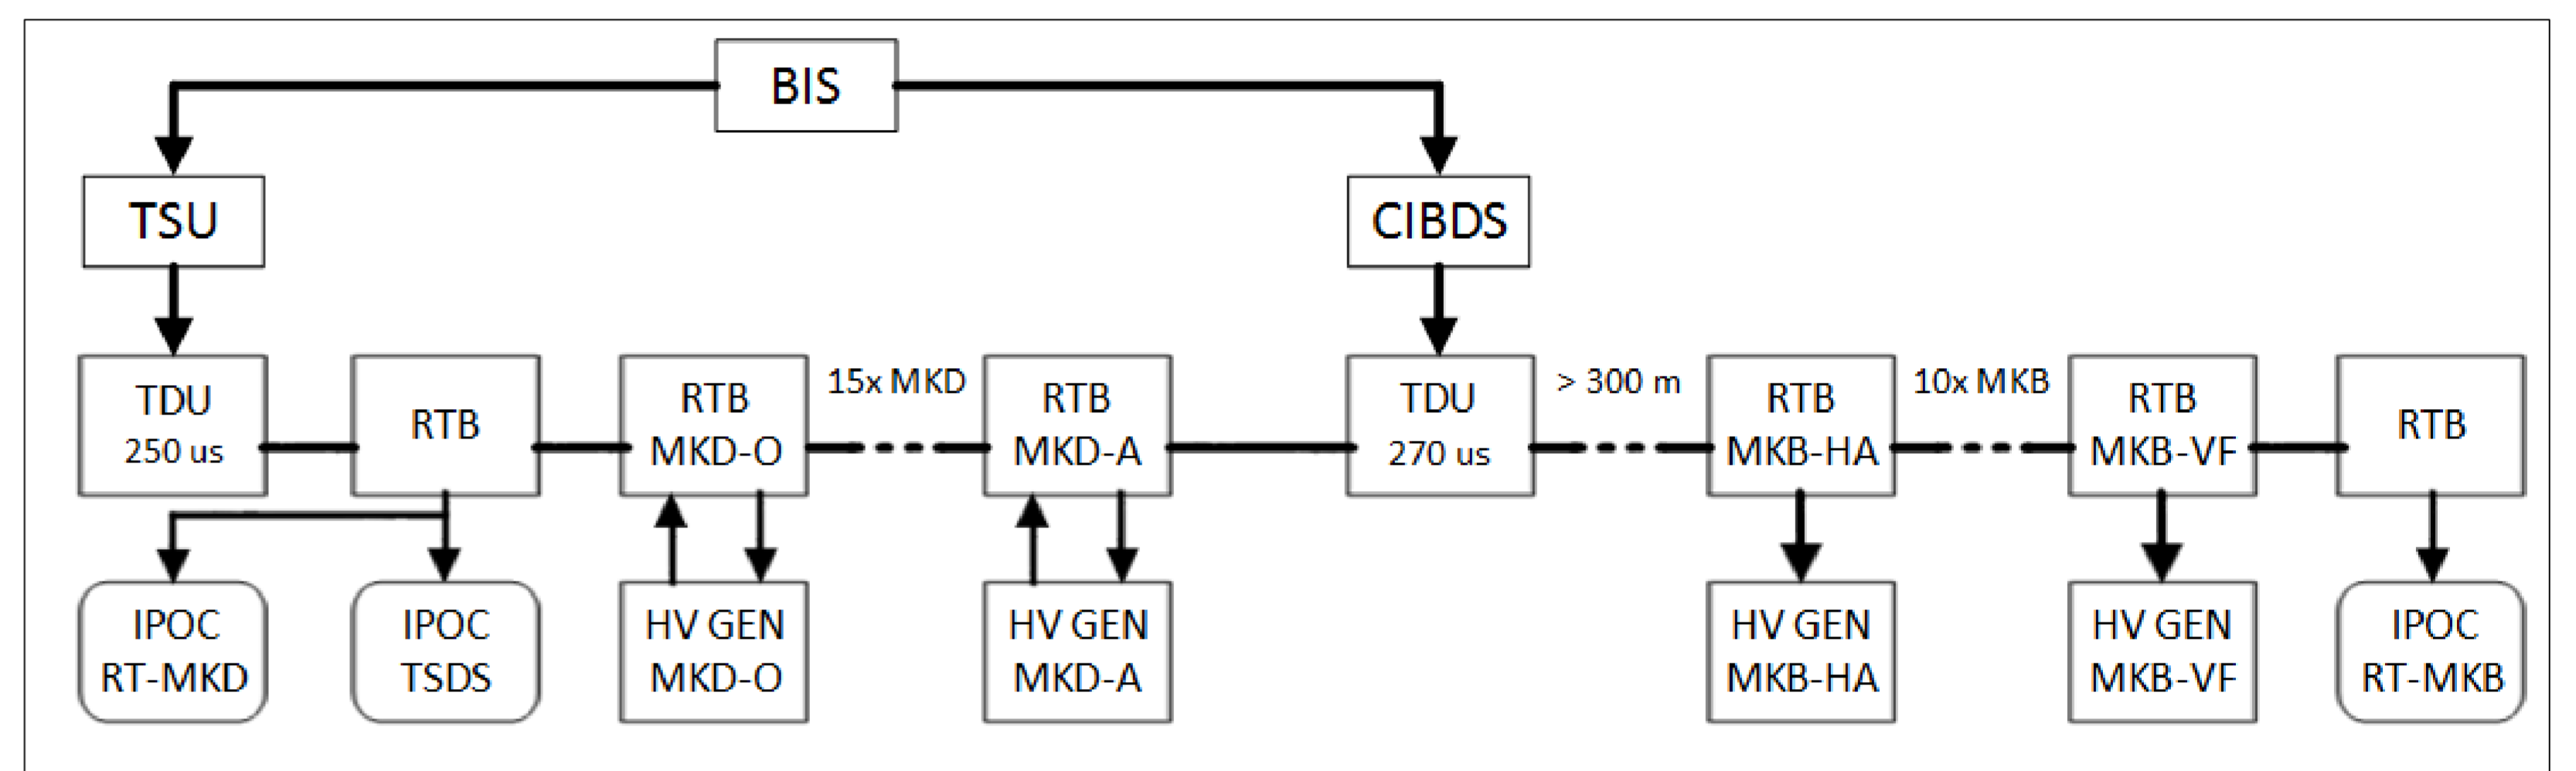 BIS
TSU
CIBDS
TDU
250 us
RTB
RTB
MKD-O
15x MKD
RTB
MKD-A
TDU
270 us
> 300 m
RTB
MKB-HA
10x MKB
RTB
MKB-VF
RTB
IPOC
RT-MKD
IPOC
TSDS
HV GEN
MKD-O
HV GEN
MKD-A
HV GEN
MKB-HA
HV GEN
MKB-VF
IPOC
RT-MKB